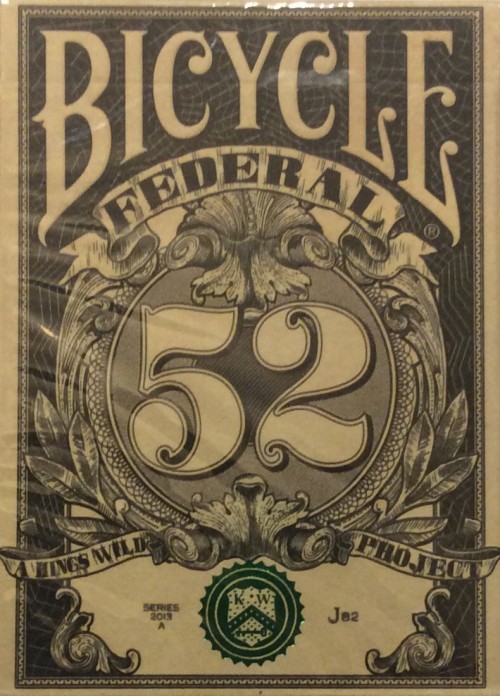 BICYCLE
FEDERAL
®
52
A KINGS WILD PROJECT
K W
SERIES
2013
A
J82